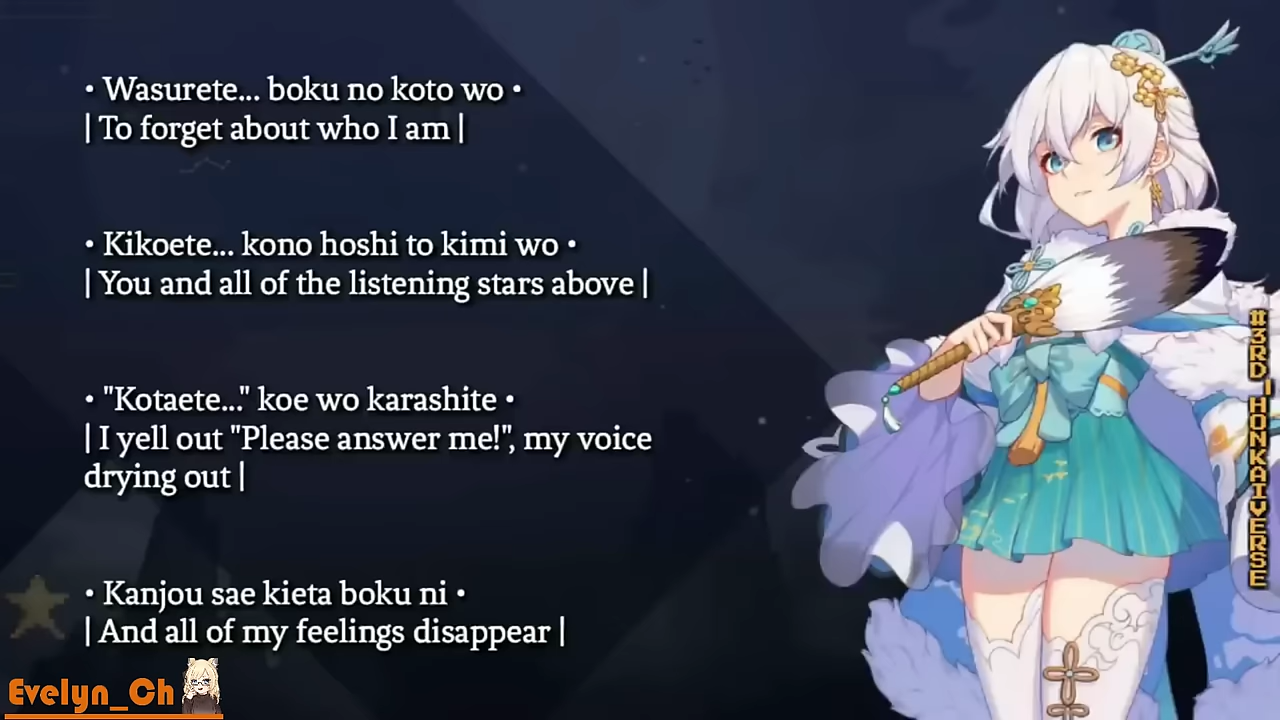 • Wasurete... boku no koto wo •
| To forget about who I am |
• Kikoete... kono hoshi to kimi wo •
| You and all of the listening stars above |
• "Kotaete..." koe wo karashite •
| I yell out "Please answer me!", my voice
drying out |
• Kanjou sae kieta boku ni •
| And all of my feelings disappear |
Evelyn_Ch
#3RD_HONKAIVERSE